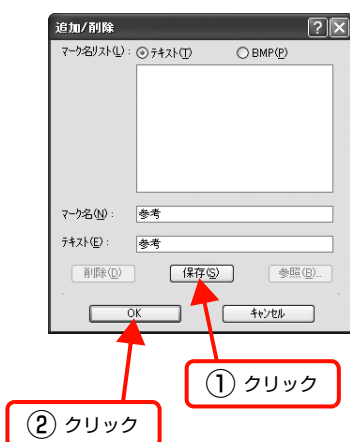 追加/削除
マーク名リスト(L): テキスト(T) BMP(P)
マーク名(N): 参考
テキスト(E): 参考
削除(D) 保存(S) 参照(B)...
OK キャンセル
① クリック
② クリック